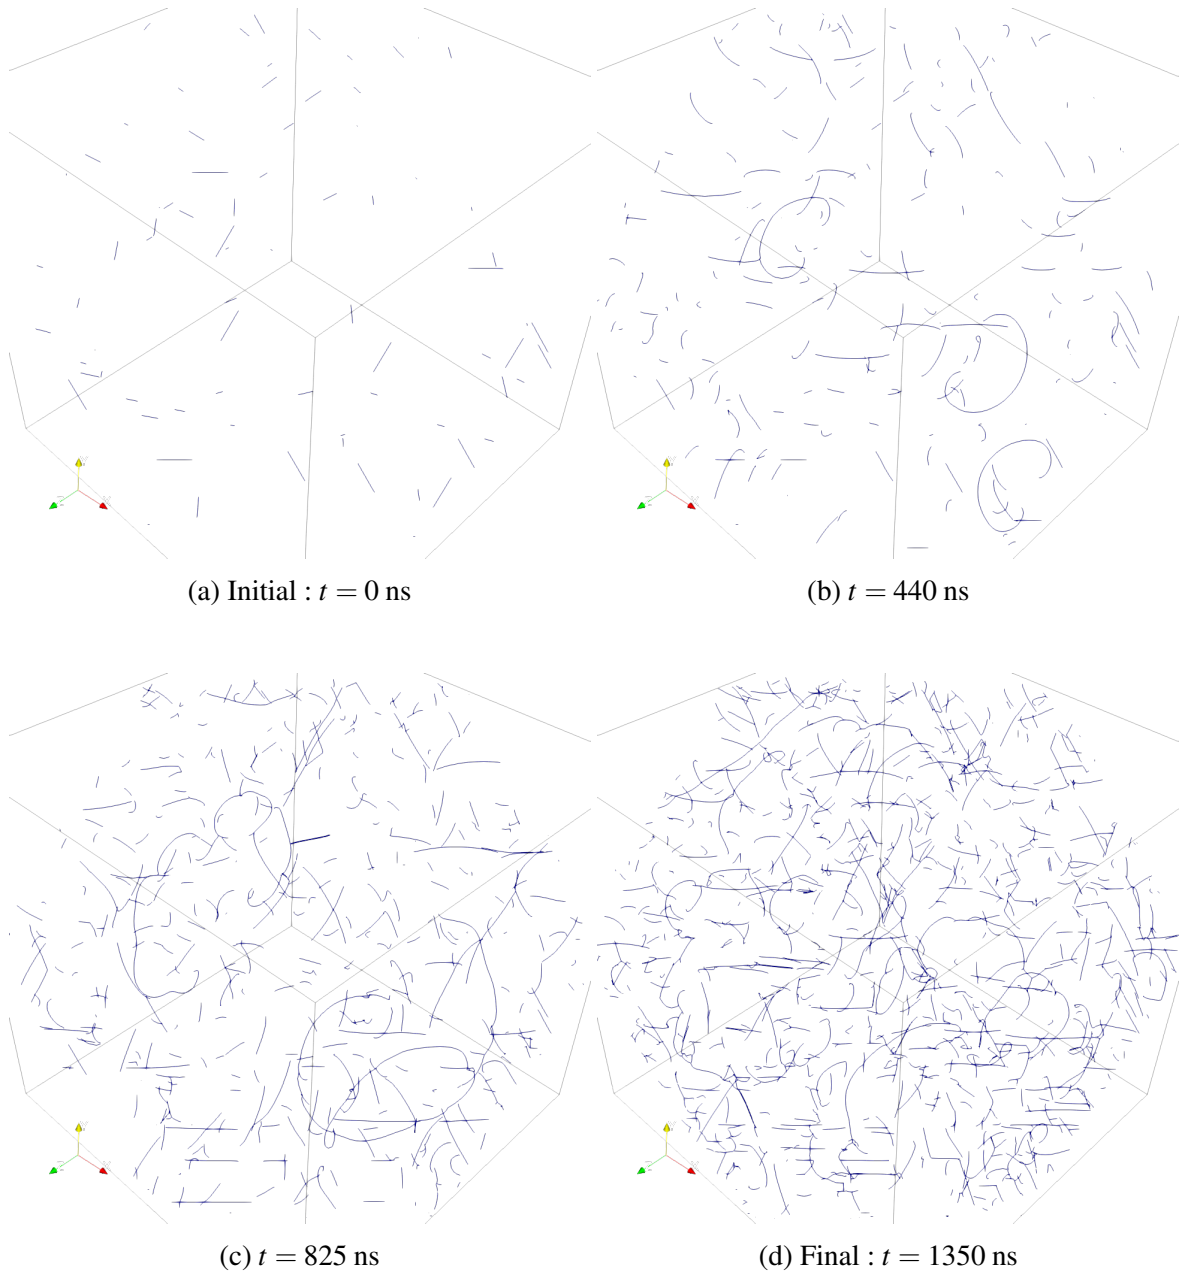 (a) Initial : t = 0 ns
(b) t = 440 ns
(c) t = 825 ns
(d) Final : t = 1350 ns